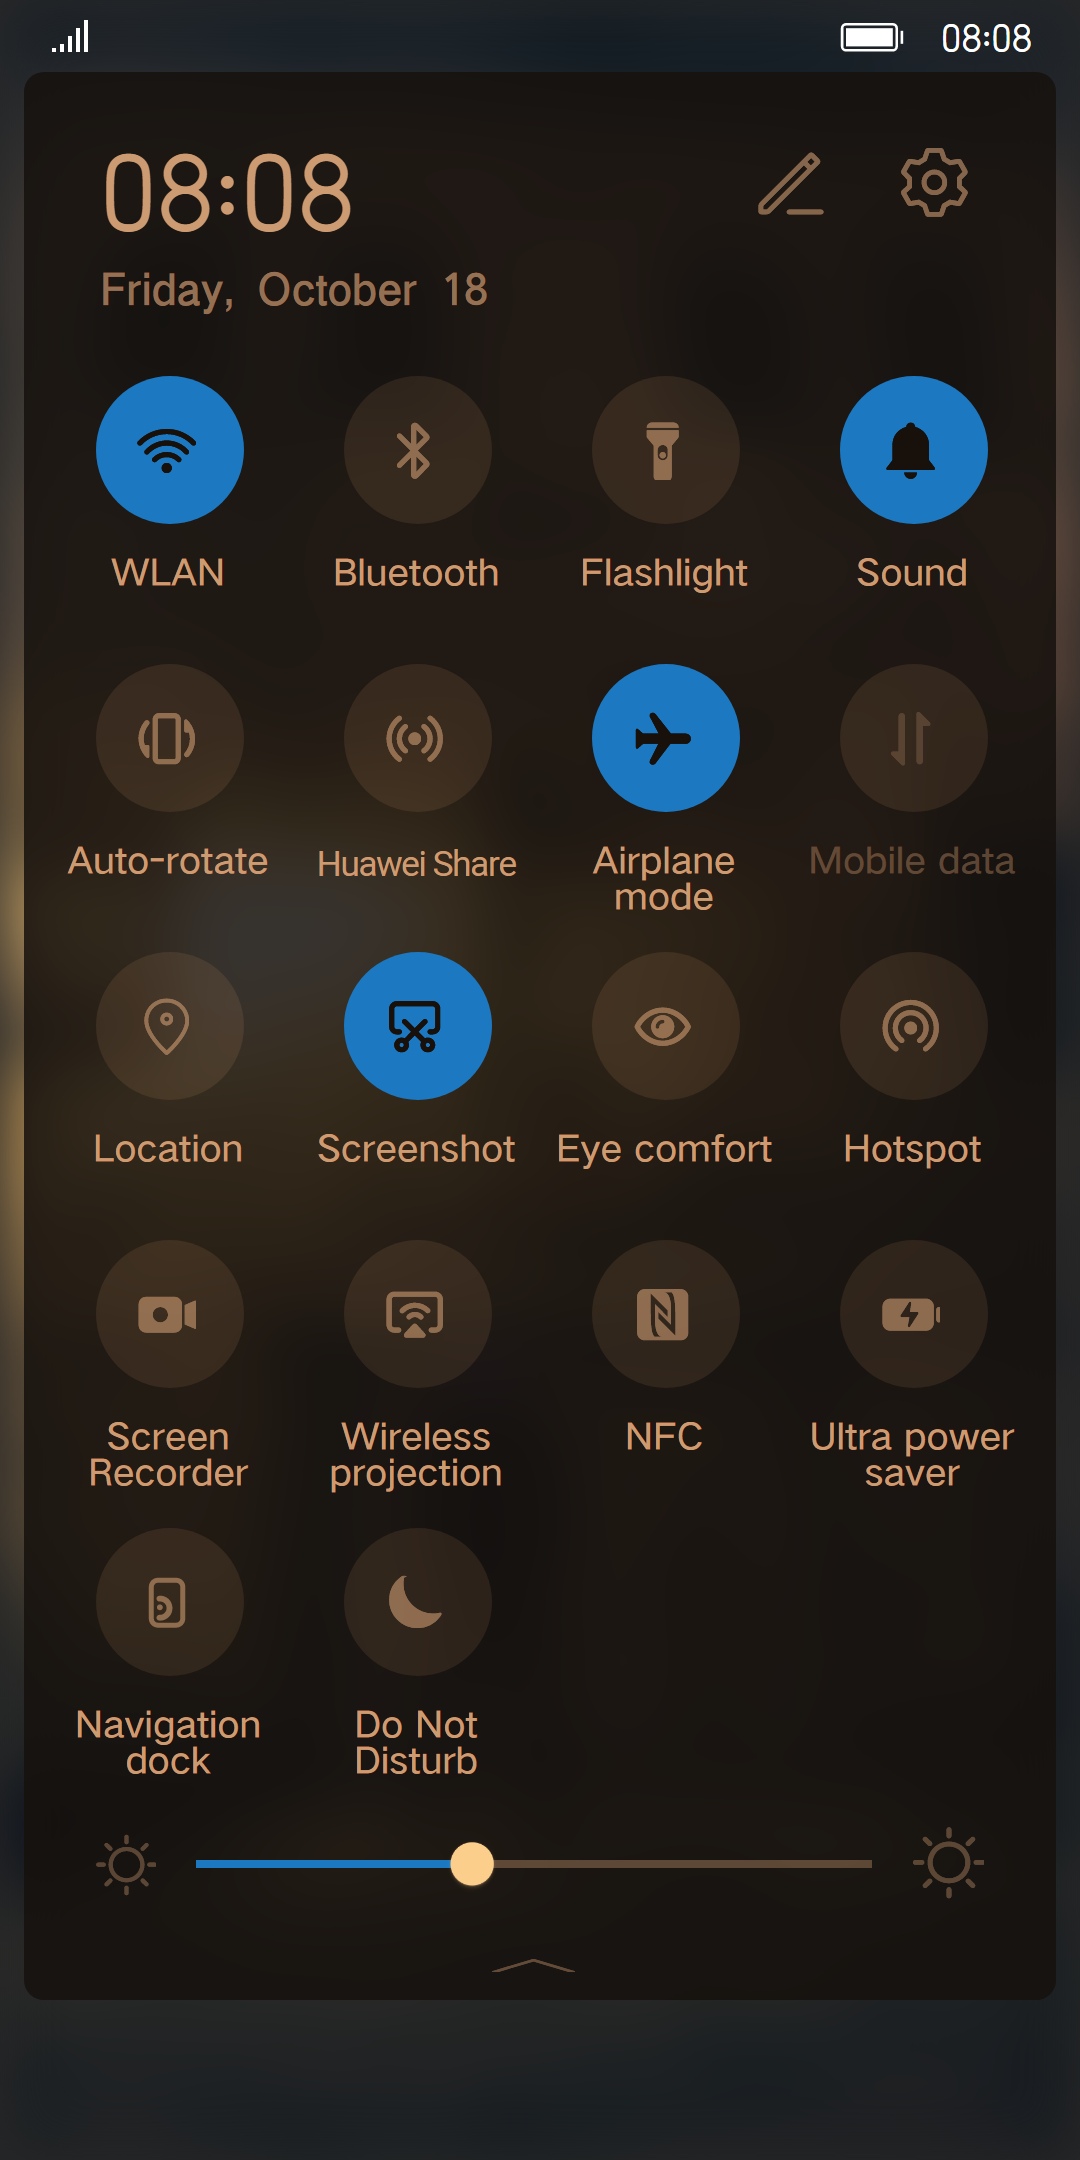 08:08
08:08
Friday, October 18
WLAN
Bluetooth
Flashlight
Sound
Auto-rotate
Huawei Share
Airplane
mode
Mobile data
Location
Screenshot
Eye comfort
Hotspot
Screen
Recorder
Wireless
projection
NFC
Ultra power
saver
Navigation
dock
Do Not
Disturb